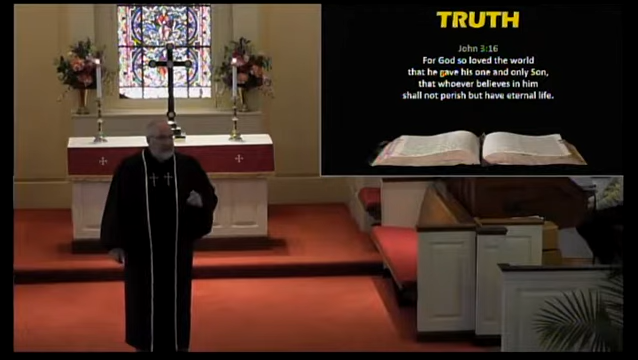 TRUTH
John 3:16
For God so loved the world
that he gave his one and only Son,
that whoever believes in him
shall not perish but have eternal life.